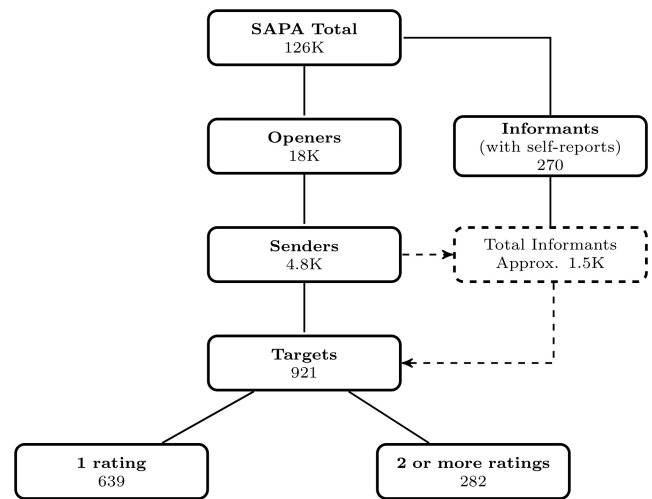 SAPA Total
126K
Openers
18K
Informants
(with self-reports)
270
Senders
4.8K
Total Informants
Approx. 1.5K
Targets
921
1 rating
639
2 or more ratings
282